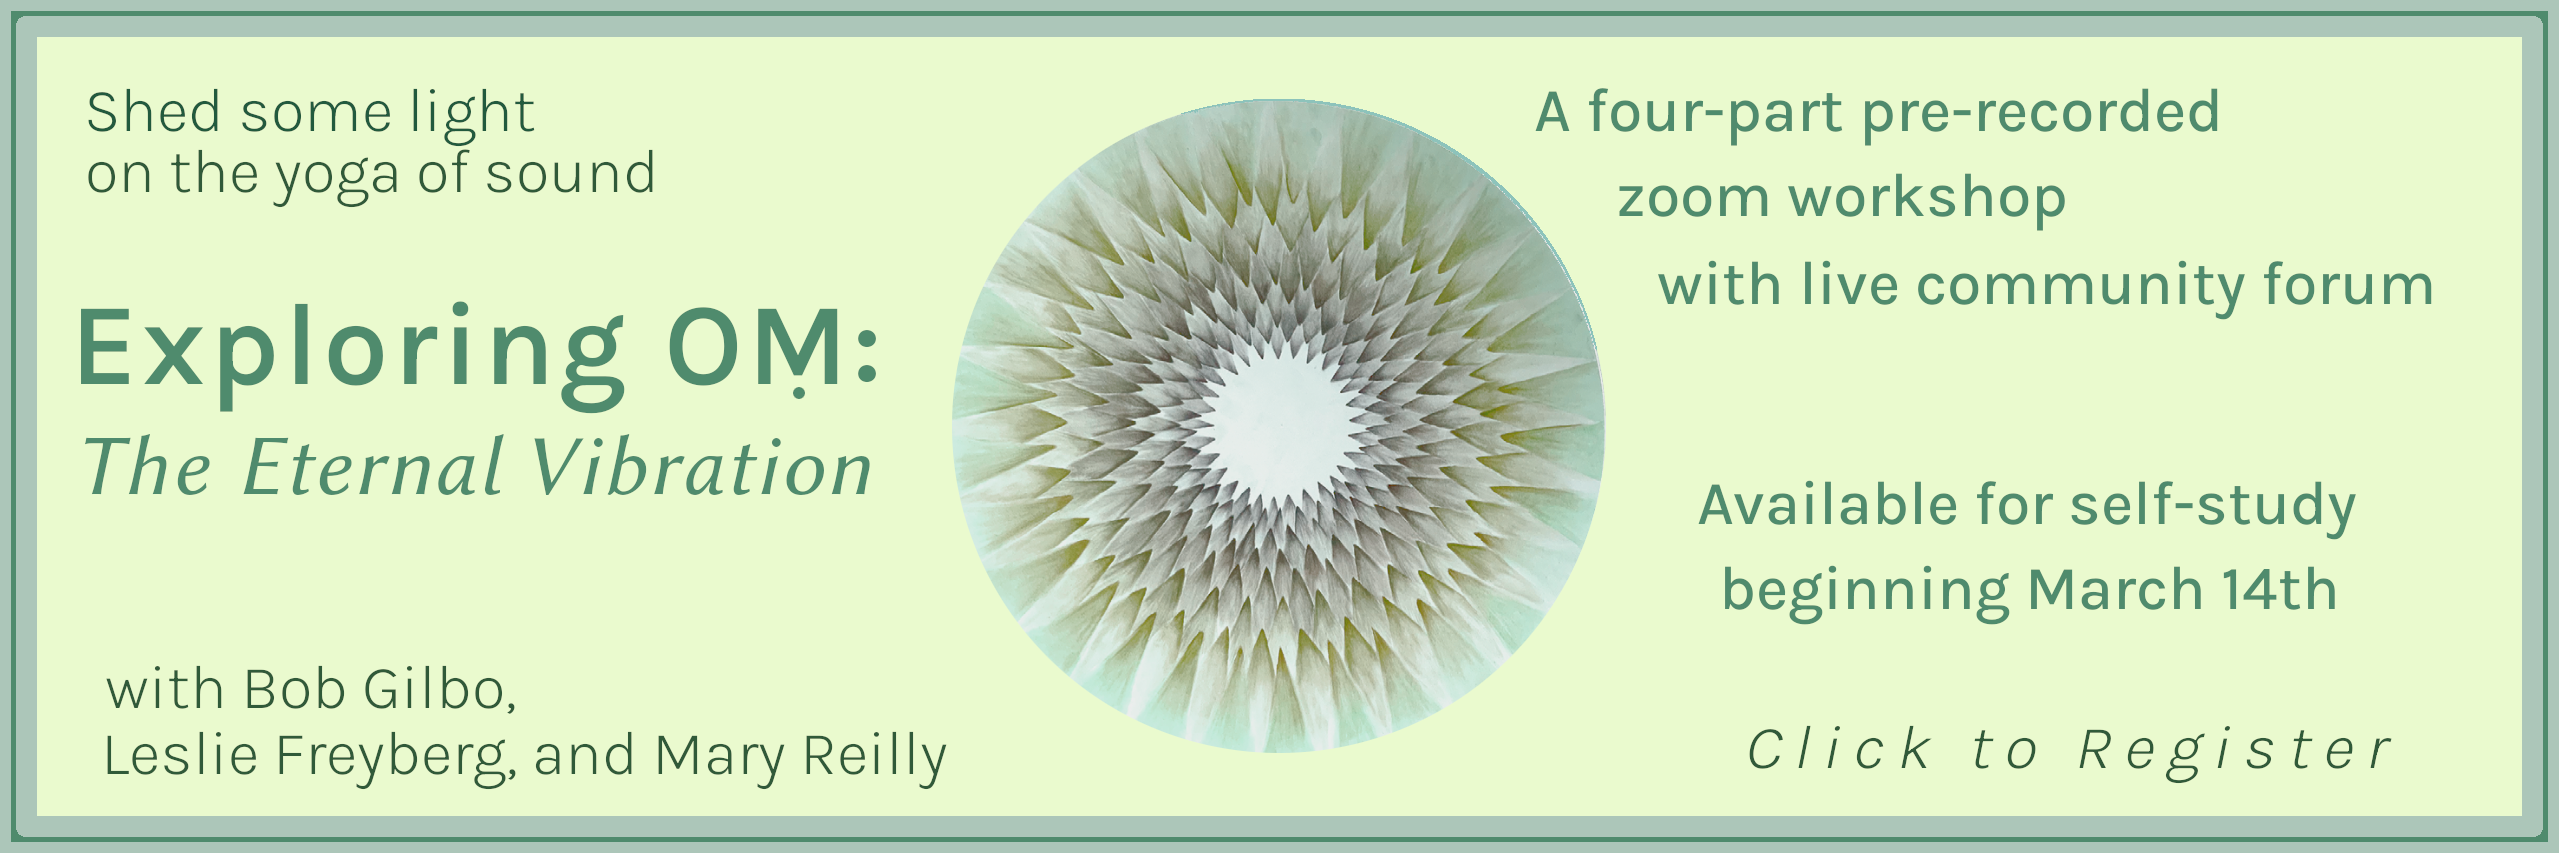 Shed some light
on the yoga of sound
Exploring OṀ:
The Eternal Vibration
with Bob Gilbo,
Leslie Freyberg, and Mary Reilly
A four-part pre-recorded
zoom workshop
with live community forum
Available for self-study
beginning March 14th
Click to Register